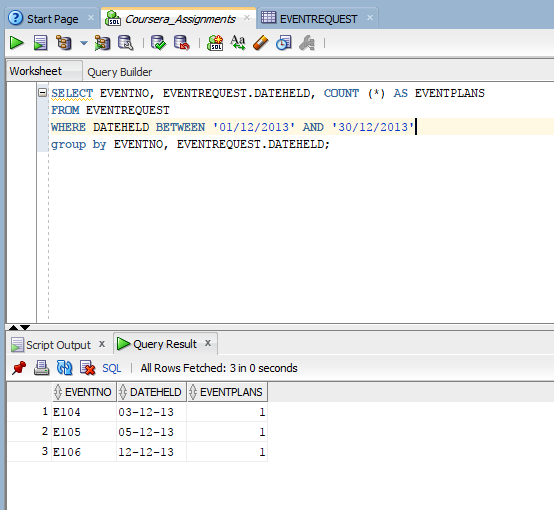 Start Page Coursera_Assignments EVENTREQUEST
SQL Aa
Worksheet Query Builder
SELECT EVENTNO, EVENTREQUEST.DATEHELD, COUNT (*) AS EVENTPLANS
FROM EVENTREQUEST
WHERE DATEHELD BETWEEN '01/12/2013' AND '30/12/2013'
group by EVENTNO, EVENTREQUEST.DATEHELD;
Script Output x Query Result x
SQL | All Rows Fetched: 3 in 0 seconds
EVENTNO DATEHELD EVENTPLANS
1 E104 03-12-13 1
2 E105 05-12-13 1
3 E106 12-12-13 1